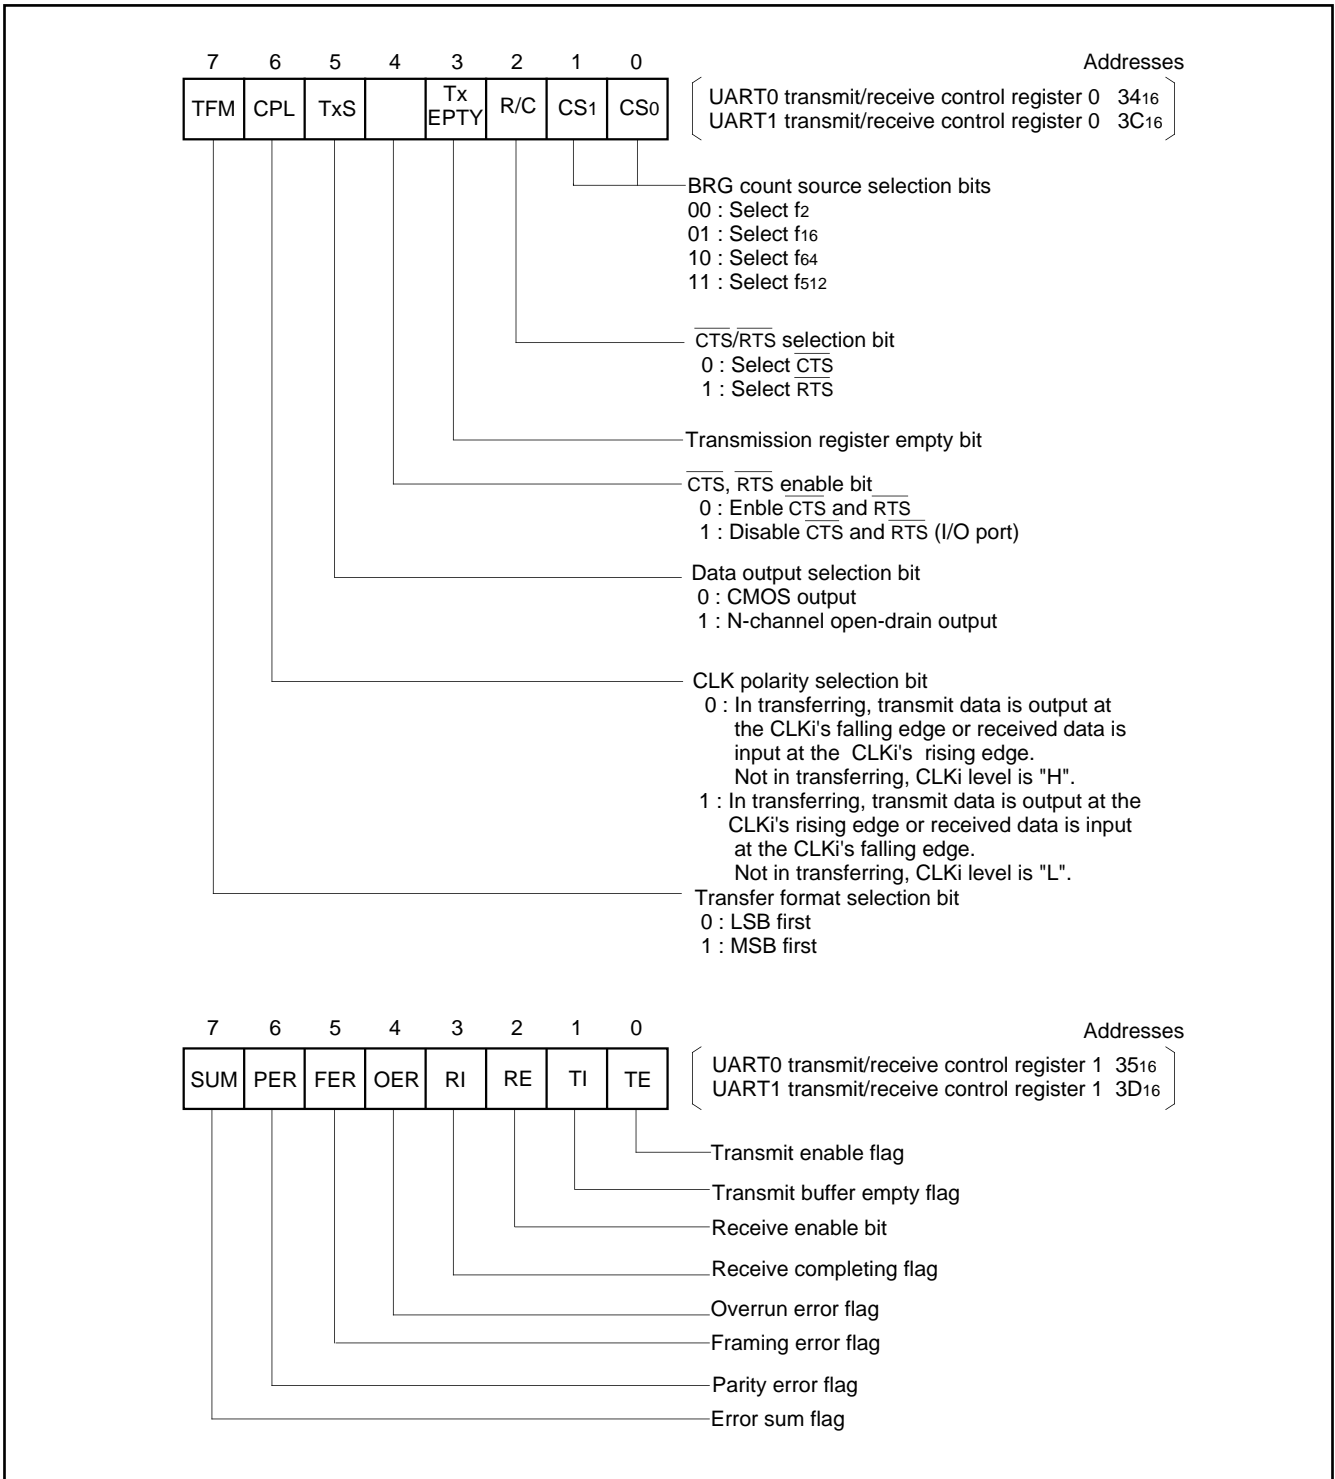 7 6 5 4 3 2 1 0 Addresses
TFM CPL TxS Tx EPTY R/C CS1 CS0
UART0 transmit/receive control register 0 3416
UART1 transmit/receive control register 0 3C16
BRG count source selection bits
00 : Select f2
01 : Select f16
10 : Select f64
11 : Select f512
CTS/RTS selection bit
0 : Select CTS
1 : Select RTS
Transmission register empty bit
CTS, RTS enable bit
0 : Enble CTS and RTS
1 : Disable CTS and RTS (I/O port)
Data output selection bit
0 : CMOS output
1 : N-channel open-drain output
CLK polarity selection bit
0 : In transferring, transmit data is output at
the CLKi's falling edge or received data is
input at the CLKi's rising edge.
Not in transferring, CLKi level is "H".
1 : In transferring, transmit data is output at the
CLKi's rising edge or received data is input
at the CLKi's falling edge.
Not in transferring, CLKi level is "L".
Transfer format selection bit
0 : LSB first
1 : MSB first
7 6 5 4 3 2 1 0 Addresses
SUM PER FER OER RI RE TI TE
UART0 transmit/receive control register 1 3516
UART1 transmit/receive control register 1 3D16
Transmit enable flag
Transmit buffer empty flag
Receive enable bit
Receive completing flag
Overrun error flag
Framing error flag
Parity error flag
Error sum flag